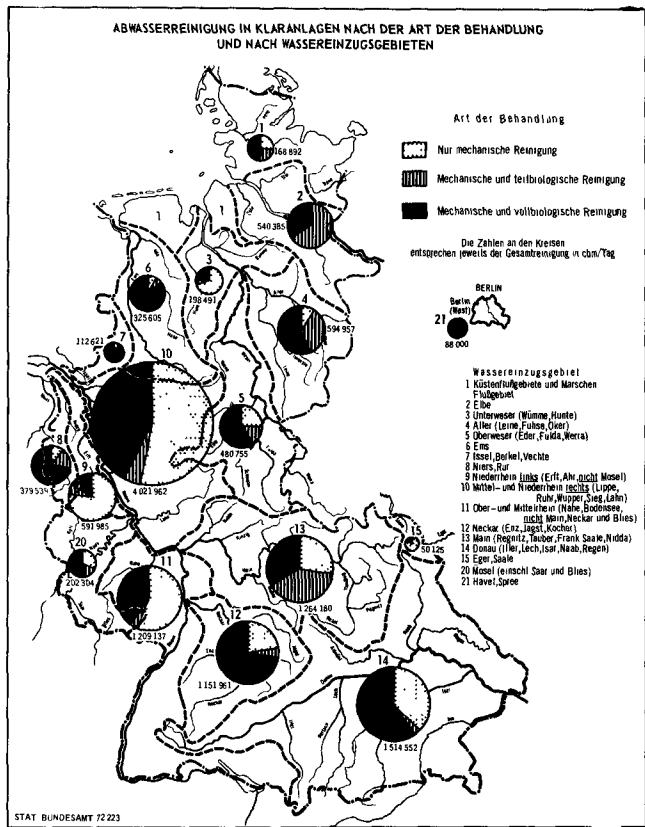 ABWASSERREINIGUNG IN KLARANLAGEN NACH DER ART DER BEHANDLUNG
UND NACH WASSEREINZUGSGEBIETEN
Art der Behandlung
Nur mechanische Reinigung
Mechanische und teilbiologische Reinigung
Mechanische und vollbiologische Reinigung
Die Zahlen an den Kreisen
entsprechen jeweils der Gesamtreinigung in cbm/Tag
BERLIN
Berlin
(West)
21
88 000
Wassereinzugsgebiet
1 Küstenflußgebiete und Marschen
Flußgebiet
2 Elbe
3 Unterweser (Wümme, Hunte)
4 Aller (Leine, Fuhse, Oker)
5 Oberweser (Eder, Fulda, Werra)
6 Ems
7 Issel, Berkel, Vechte
8 Niers, Rur
9 Niederrhein links (Erft, Ahr, nicht Mosel)
10 Mittel- und Niederrhein rechts (Lippe,
Ruhr, Wupper, Sieg, Lahn)
11 Ober- und Mittelrhein (Nahe, Bodensee,
nicht Main, Neckar und Blies)
12 Neckar (Enz, Jagst, Kocher)
13 Main (Regnitz, Tauber, Frank Saale, Nidda)
14 Donau (Iller, Lech, Isar, Naab, Regen)
15 Eger, Saale
20 Mosel (einschl Saar und Blies)
21 Havel, Spree
1
168 892
2
540 385
1
1
3
198 491
4
594 957
6
325 605
7
112 621
10
4 021 962
5
480 755
8
379 534
9
591 985
20
202 304
11
1 209 137
13
1 264 180
15
50 125
12
1 151 961
14
1 514 552
STAT BUNDESAMT 72 223